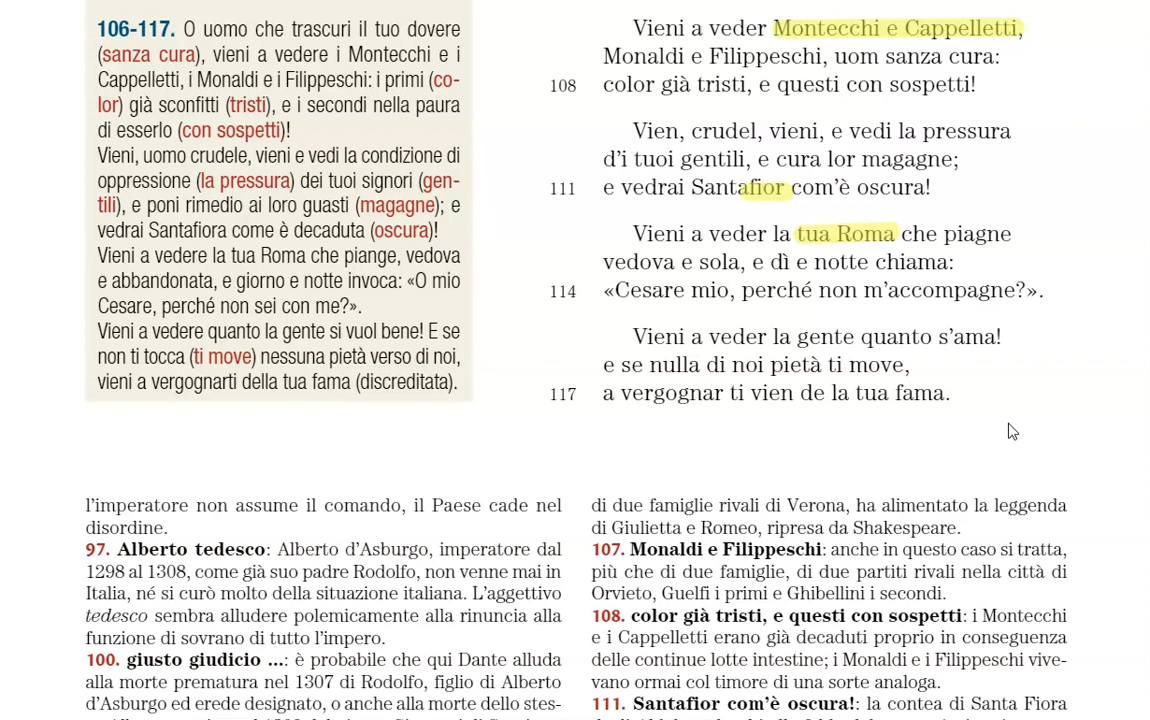 106-117. O uomo che trascuri il tuo dovere
(sanza cura), vieni a vedere i Montecchi e i
Cappelletti, i Monaldi e i Filippeschi: i primi (co-
lor) già sconfitti (tristi), e i secondi nella paura
di esserlo (con sospetti)!
Vieni, uomo crudele, vieni e vedi la condizione di
oppressione (la pressura) dei tuoi signori (gen-
tili), e poni rimedio ai loro guasti (magagne); e
vedrai Santafiora come è decaduta (oscura)!
Vieni a vedere la tua Roma che piange, vedova
e abbandonata, e giorno e notte invoca: «O mio
Cesare, perché non sei con me?».
Vieni a vedere quanto la gente si vuol bene! E se
non ti tocca (ti move) nessuna pietà verso di noi,
vieni a vergognarti della tua fama (discreditata).
Vieni a veder Montecchi e Cappelletti,
Monaldi e Filippeschi, uom sanza cura:
108 color già tristi, e questi con sospetti!
Vien, crudel, vieni, e vedi la pressura
d'i tuoi gentili, e cura lor magagne;
111 e vedrai Santafior com'è oscura!
Vieni a veder la tua Roma che piagne
vedova e sola, e dì e notte chiama:
114 «Cesare mio, perché non m'accompagne?».
Vieni a veder la gente quanto s'ama!
e se nulla di noi pietà ti move,
117 a vergognar ti vien de la tua fama.
l'imperatore non assume il comando, il Paese cade nel
disordine.
97. Alberto tedesco: Alberto d'Asburgo, imperatore dal
1298 al 1308, come già suo padre Rodolfo, non venne mai in
Italia, né si curò molto della situazione italiana. L'aggettivo
tedesco sembra alludere polemicamente alla rinuncia alla
funzione di sovrano di tutto l'impero.
100. giusto giudicio ...: è probabile che qui Dante alluda
alla morte prematura nel 1307 di Rodolfo, figlio di Alberto
d'Asburgo ed erede designato, o anche alla morte dello stes-
di due famiglie rivali di Verona, ha alimentato la leggenda
di Giulietta e Romeo, ripresa da Shakespeare.
107. Monaldi e Filippeschi: anche in questo caso si tratta,
più che di due famiglie, di due partiti rivali nella città di
Orvieto, Guelfi i primi e Ghibellini i secondi.
108. color già tristi, e questi con sospetti: i Montecchi
e i Cappelletti erano già decaduti proprio in conseguenza
delle continue lotte intestine; i Monaldi e i Filippeschi vive-
vano ormai col timore di una sorte analoga.
111. Santafior com'è oscura!: la contea di Santa Fiora